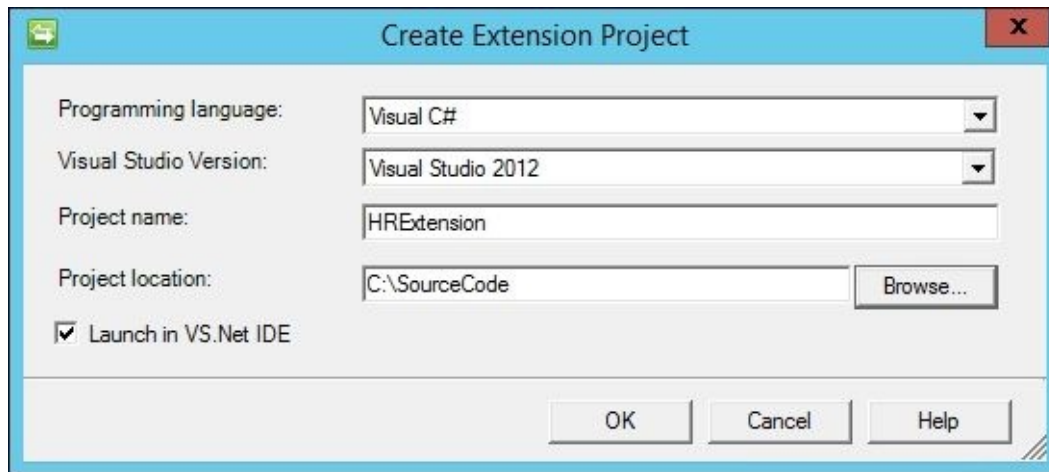 Create Extension Project
X
Programming language:
Visual C#
Visual Studio Version:
Visual Studio 2012
Project name:
HRExtension
Project location:
C:\SourceCode
Browse...
Launch in VS.Net IDE
OK
Cancel
Help